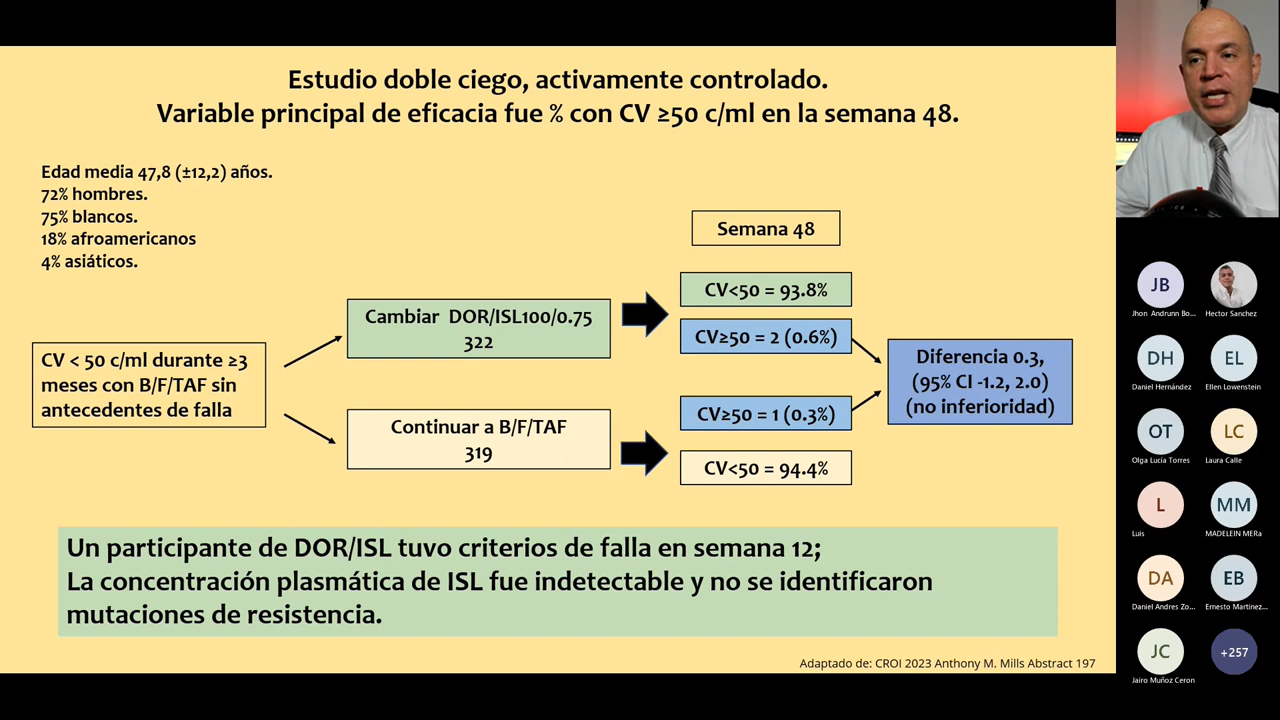 Estudio doble ciego, activamente controlado.
Variable principal de eficacia fue % con CV ≥50 c/ml en la semana 48.
Edad media 47,8 (±12,2) años.
72% hombres.
75% blancos.
18% afroamericanos
4% asiáticos.
Semana 48
CV<50 = 93.8%
Cambiar DOR/ISL100/0.75
322
CV≥50 = 2 (0.6%)
CV < 50 c/ml durante ≥3
meses con B/F/TAF sin
antecedentes de falla
Diferencia 0.3,
(95% CI -1.2, 2.0)
(no inferioridad)
Continuar a B/F/TAF
319
CV≥50 = 1 (0.3%)
CV<50 = 94.4%
Un participante de DOR/ISL tuvo criterios de falla en semana 12;
La concentración plasmática de ISL fue indetectable y no se identificaron
mutaciones de resistencia.
Adaptado de: CROI 2023 Anthony M. Mills Abstract 197
JB
Jhon Andrunn Bo...
Hector Sanchez
DH
Daniel Hernández
EL
Ellen Lowenstein
OT
Olga Lucía Torres
LC
Laura Calle
L
Luis
MM
MADELEIN MERa
DA
Daniel Andres Zo...
EB
Ernesto Martinez...
JC
Jairo Muñoz Ceron
+257